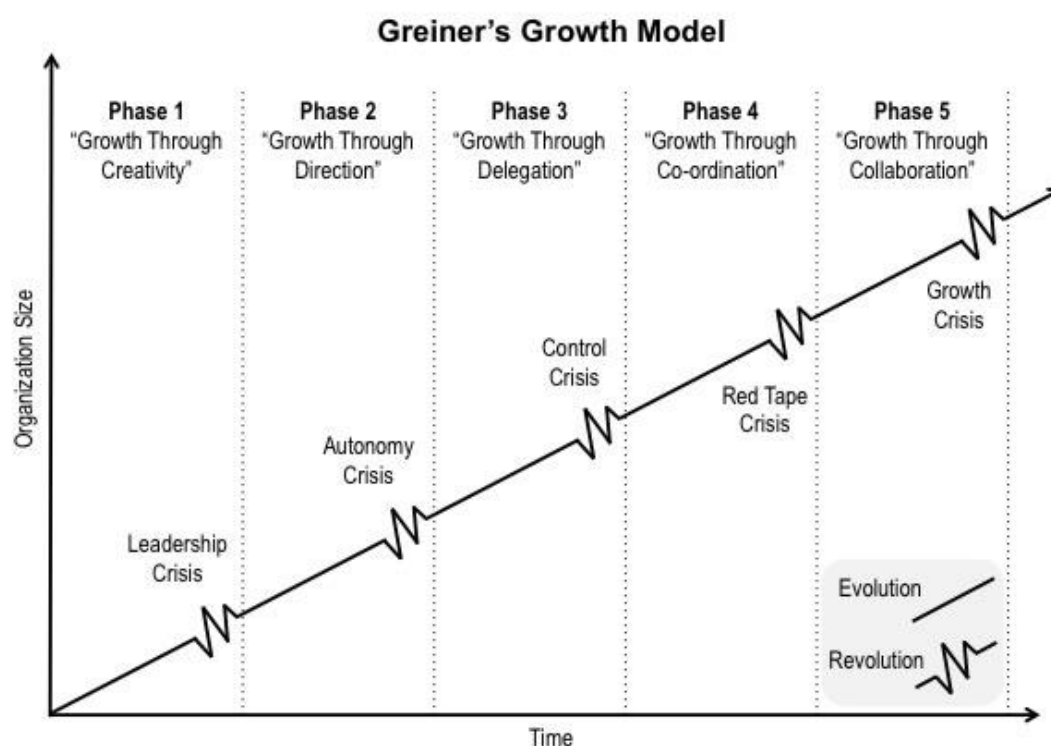 Greiner’s Growth Model
Phase 1
“Growth Through
Creativity”
Phase 2
“Growth Through
Direction”
Phase 3
“Growth Through
Delegation”
Phase 4
“Growth Through
Co-ordination”
Phase 5
“Growth Through
Collaboration”
Organization Size
Leadership
Crisis
Autonomy
Crisis
Control
Crisis
Red Tape
Crisis
Growth
Crisis
Evolution
Revolution
Time